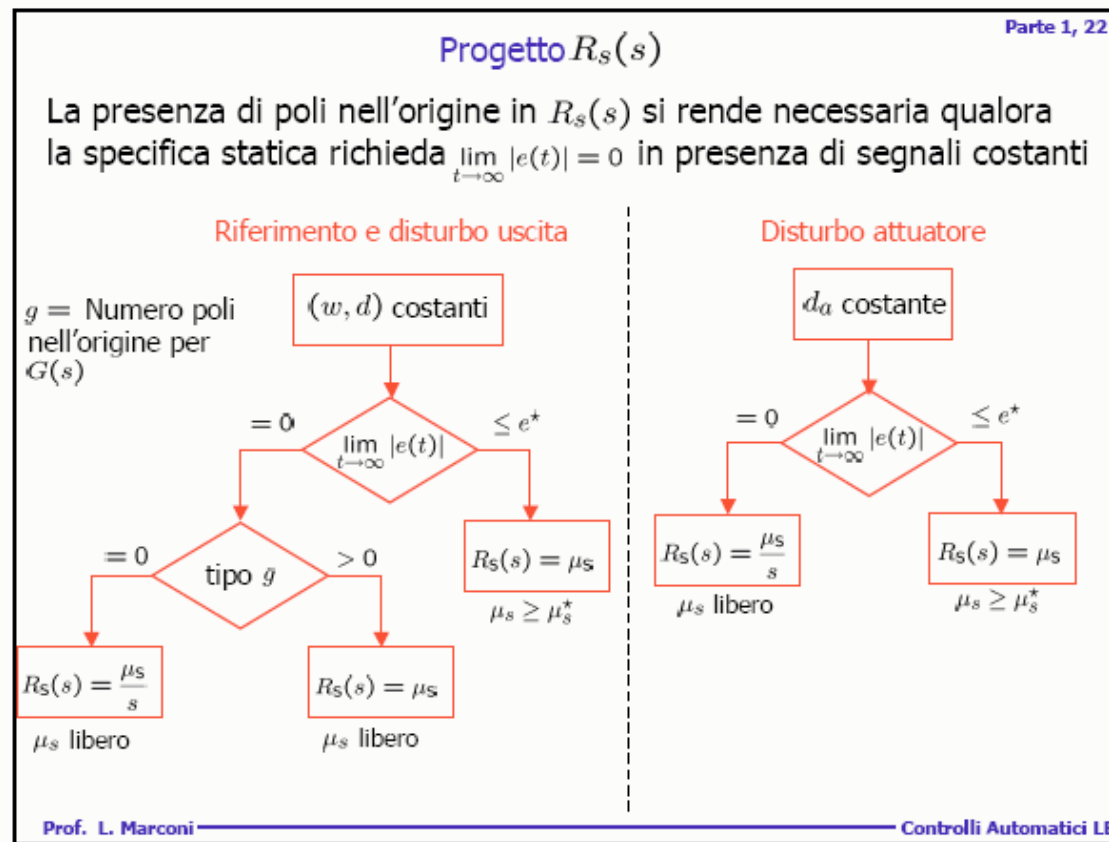 Parte 1, 22
Progetto R_s(s)
La presenza di poli nell'origine in R_s(s) si rende necessaria qualora
la specifica statica richieda lim_{t→∞} |e(t)| = 0 in presenza di segnali costanti
Riferimento e disturbo uscita
g = Numero poli
nell'origine per
G(s)
(w, d) costanti
= 0
lim_{t→∞} |e(t)|
≤ e*
= 0
tipo g
> 0
R_s(s) = μ_s
μ_s ≥ μ_s*
R_s(s) = μ_s/s
μ_s libero
R_s(s) = μ_s
μ_s libero
Disturbo attuatore
d_a costante
= 0
lim_{t→∞} |e(t)|
≤ e*
R_s(s) = μ_s/s
μ_s libero
R_s(s) = μ_s
μ_s ≥ μ_s*
Prof. L. Marconi
Controlli Automatici